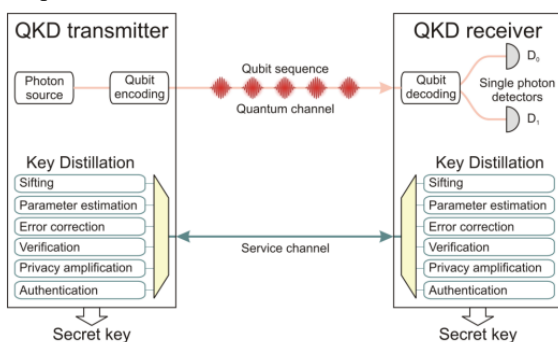 QKD transmitter
Photon
source
Qubit
encoding
Qubit sequence
Quantum channel
QKD receiver
Qubit
decoding
D₀
Single photon
detectors
D₁
Key Distillation
Sifting
Parameter estimation
Error correction
Verification
Privacy amplification
Authentication
Service channel
Key Distillation
Sifting
Parameter estimation
Error correction
Verification
Privacy amplification
Authentication
Secret key
Secret key